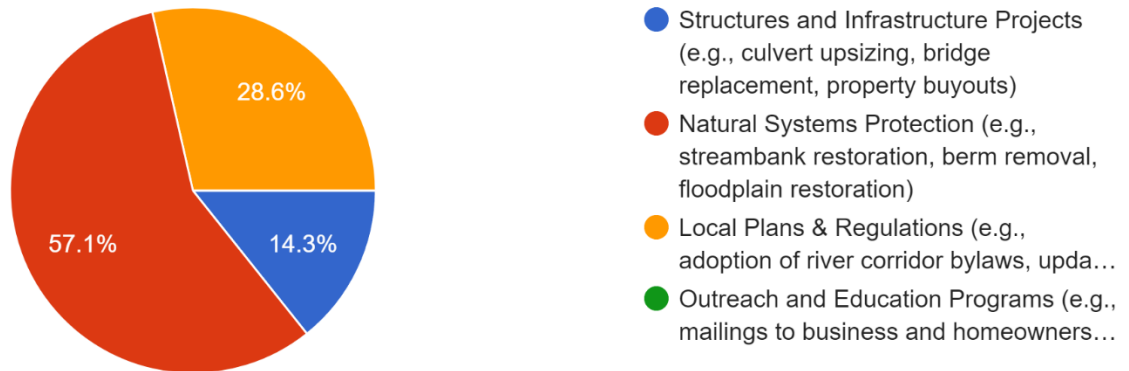 28.6%
57.1%
14.3%
Structures and Infrastructure Projects
(e.g., culvert upsizing, bridge
replacement, property buyouts)
Natural Systems Protection (e.g.,
streambank restoration, berm removal,
floodplain restoration)
Local Plans & Regulations (e.g.,
adoption of river corridor bylaws, upda…
Outreach and Education Programs (e.g.,
mailings to business and homeowners…